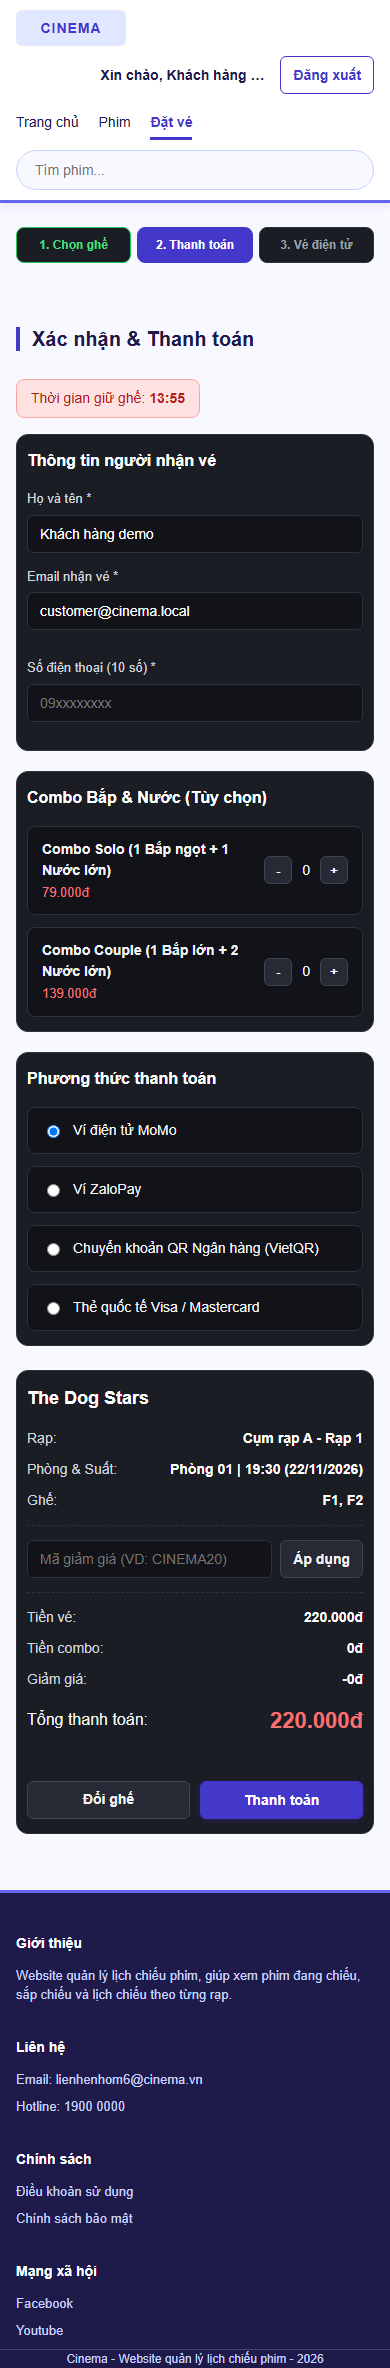 CINEMA
Xin chào, Khách hàng ...
Đăng xuất
Trang chủ Phim Đặt vé
Tìm phim...
1. Chọn ghế 2. Thanh toán 3. Vé điện tử
Xác nhận & Thanh toán
Thời gian giữ ghế: 13:55
Thông tin người nhận vé
Họ và tên *
Khách hàng demo
Email nhận vé *
customer@cinema.local
Số điện thoại (10 số) *
09xxxxxxxx
Combo Bắp & Nước (Tùy chọn)
Combo Solo (1 Bắp ngọt + 1
Nước lớn)
79.000đ
- 0 +
Combo Couple (1 Bắp lớn + 2
Nước lớn)
139.000đ
- 0 +
Phương thức thanh toán
Ví điện tử MoMo
Ví ZaloPay
Chuyển khoản QR Ngân hàng (VietQR)
Thẻ quốc tế Visa / Mastercard
The Dog Stars
Rạp: Cụm rạp A - Rạp 1
Phòng & Suất: Phòng 01 | 19:30 (22/11/2026)
Ghế: F1, F2
Mã giảm giá (VD: CINEMA20) Áp dụng
Tiền vé: 220.000đ
Tiền combo: 0đ
Giảm giá: -0đ
Tổng thanh toán: 220.000đ
Đổi ghế Thanh toán
Giới thiệu
Website quản lý lịch chiếu phim, giúp xem phim đang chiếu,
sắp chiếu và lịch chiếu theo từng rạp.
Liên hệ
Email: lienhenhom6@cinema.vn
Hotline: 1900 0000
Chính sách
Điều khoản sử dụng
Chính sách bảo mật
Mạng xã hội
Facebook
Youtube
Cinema - Website quản lý lịch chiếu phim - 2026